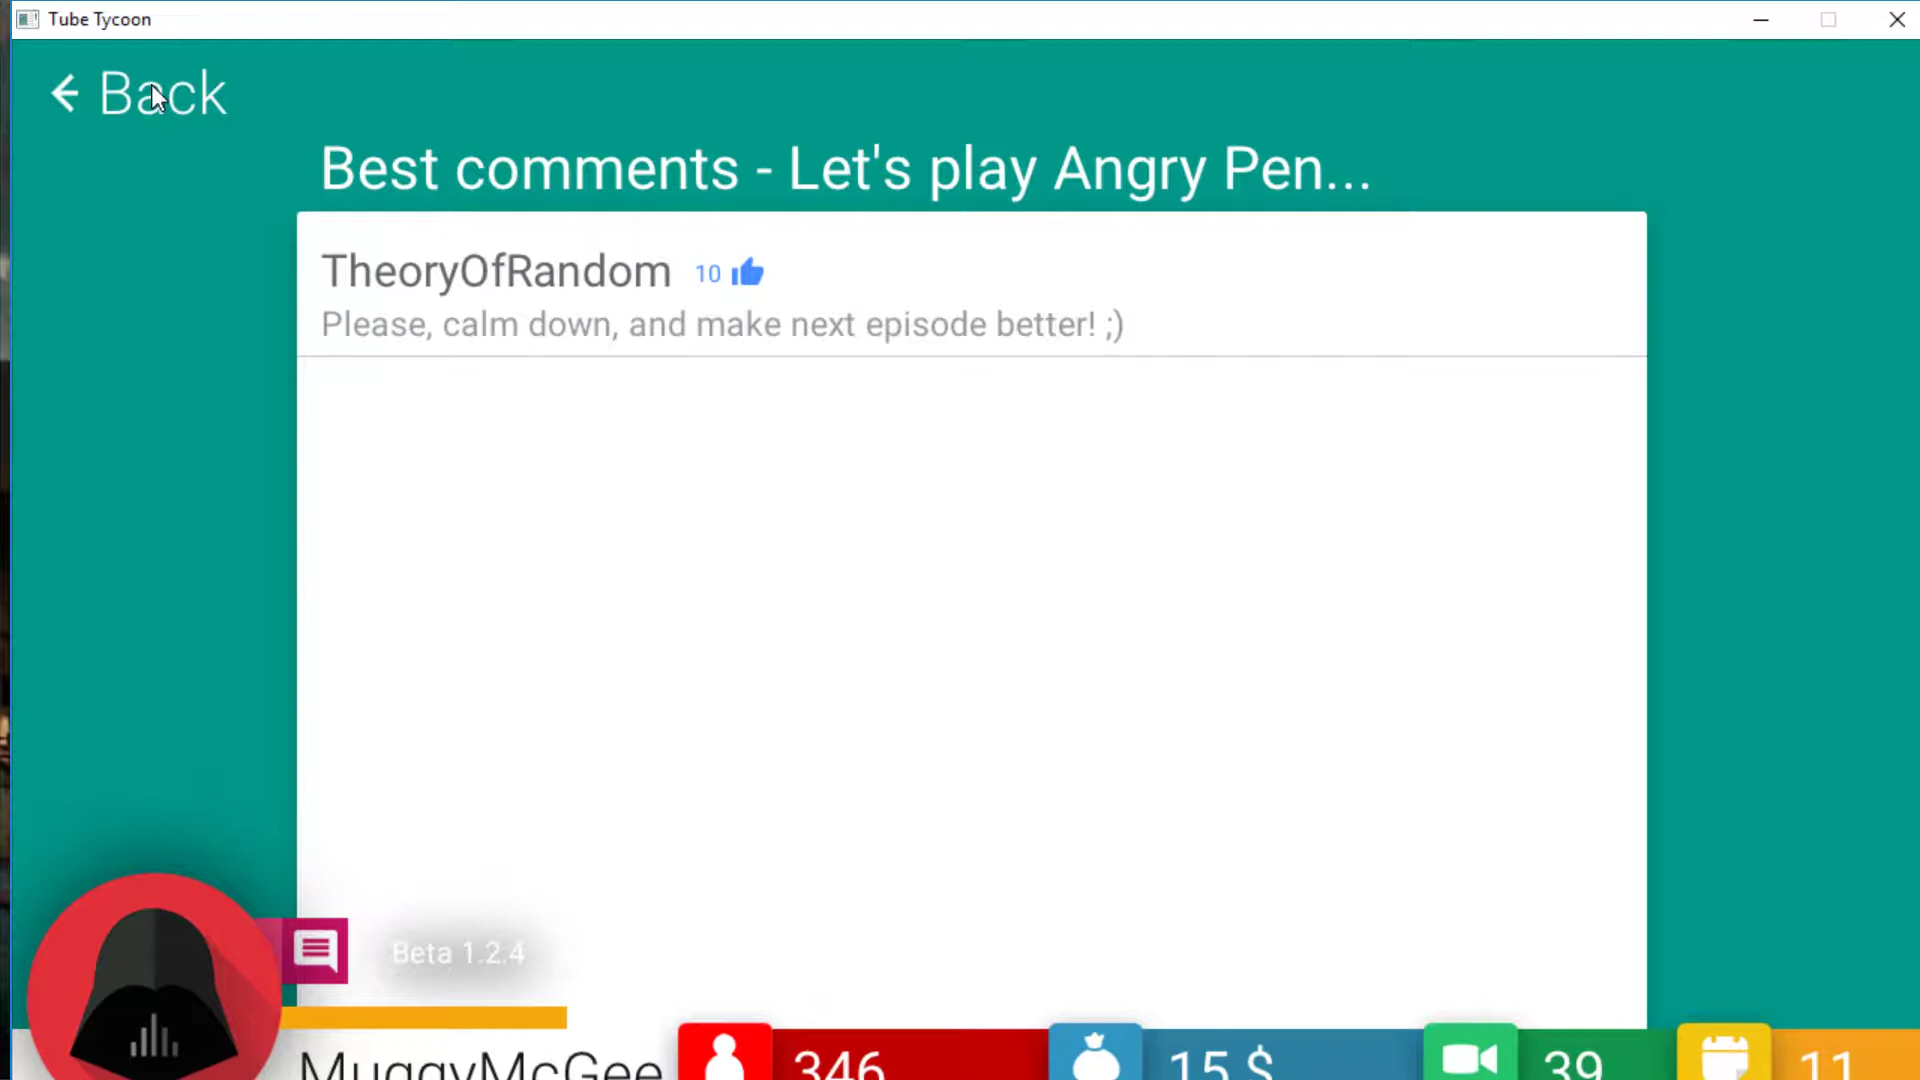 Tube Tycoon
Back
Best comments - Let's play Angry Pen...
TheoryOfRandom 10
Please, calm down, and make next episode better! ;)
Beta 1.2.4
MuggyMcGee 346 15 $ 39 11